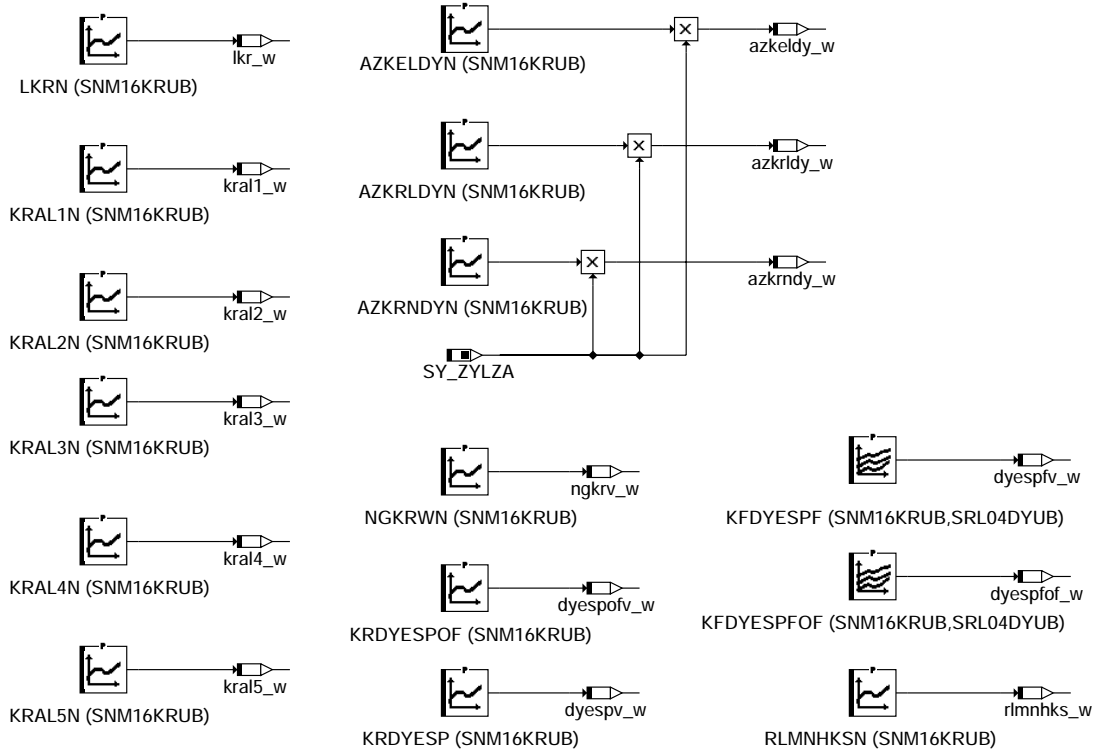 P
lkr_w
LKRN (SNM16KRUB)
P
kral1_w
KRAL1N (SNM16KRUB)
P
kral2_w
KRAL2N (SNM16KRUB)
P
kral3_w
KRAL3N (SNM16KRUB)
P
kral4_w
KRAL4N (SNM16KRUB)
P
kral5_w
KRAL5N (SNM16KRUB)
P
azkeldy_w
AZKELDYN (SNM16KRUB)
P
azkrldy_w
AZKRLDYN (SNM16KRUB)
P
azkrndy_w
AZKRNDYN (SNM16KRUB)
SY_ZYLZA
P
ngkrv_w
NGKRWN (SNM16KRUB)
P
dyespofv_w
KRDYESPOF (SNM16KRUB)
P
dyespv_w
KRDYESP (SNM16KRUB)
P
dyespfv_w
KFDYESPF (SNM16KRUB,SRL04DYUB)
P
dyespfof_w
KFDYESPFOF (SNM16KRUB,SRL04DYUB)
P
rlmnhks_w
RLMNHKSN (SNM16KRUB)